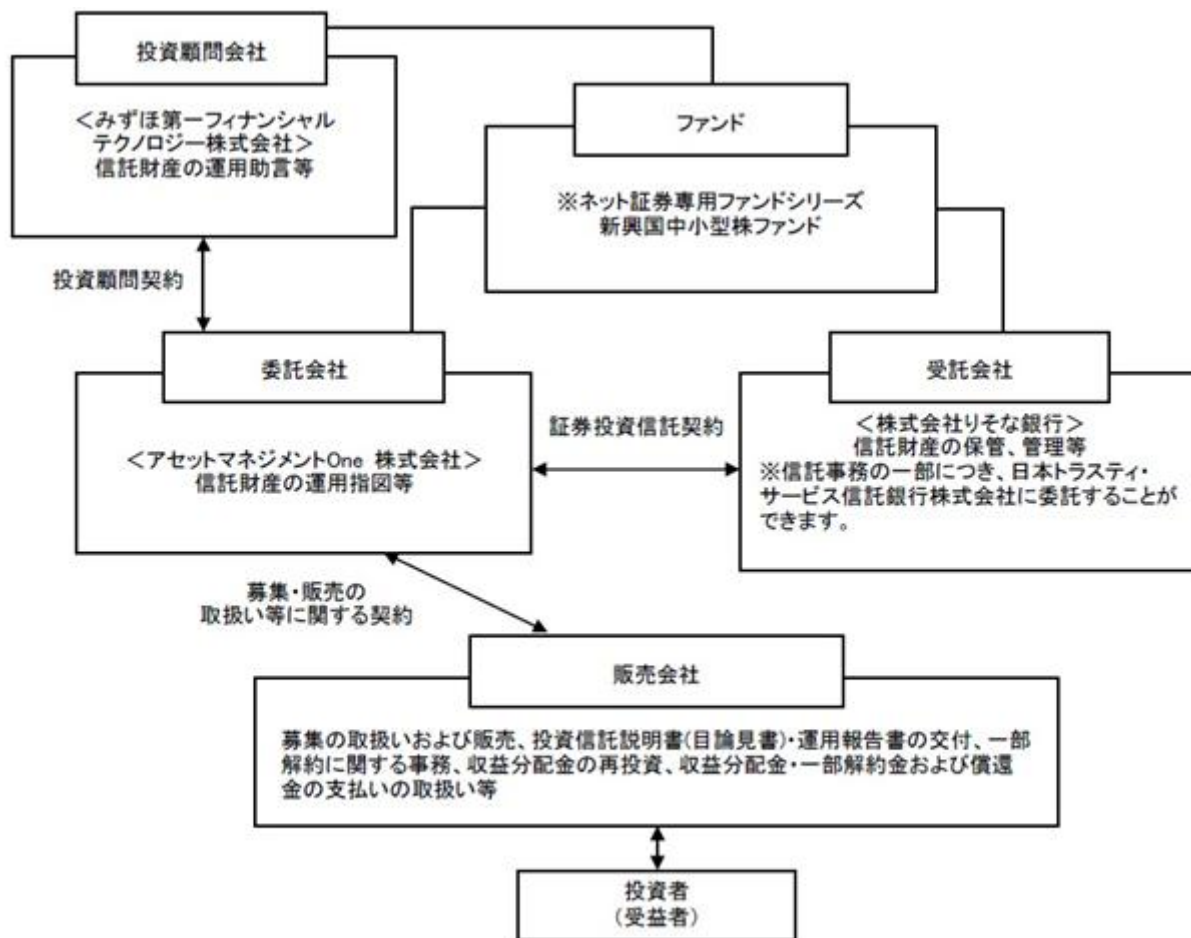 投資顧問会社
＜みずほ第一フィナンシャル
テクノロジー株式会社＞
信託財産の運用助言等
ファンド
※ネット証券専用ファンドシリーズ
新興国中小型株ファンド
投資顧問契約
委託会社
＜アセットマネジメントOne 株式会社＞
信託財産の運用指図等
証券投資信託契約
受託会社
＜株式会社りそな銀行＞
信託財産の保管、管理等
※信託事務の一部につき、日本トラスティ・
サービス信託銀行株式会社に委託することが
できます。
募集・販売の
取扱い等に関する契約
販売会社
募集の取扱いおよび販売、投資信託説明書(目論見書)・運用報告書の交付、一部
解約に関する事務、収益分配金の再投資、収益分配金・一部解約金および償還
金の支払いの取扱い等
投資者
（受益者）